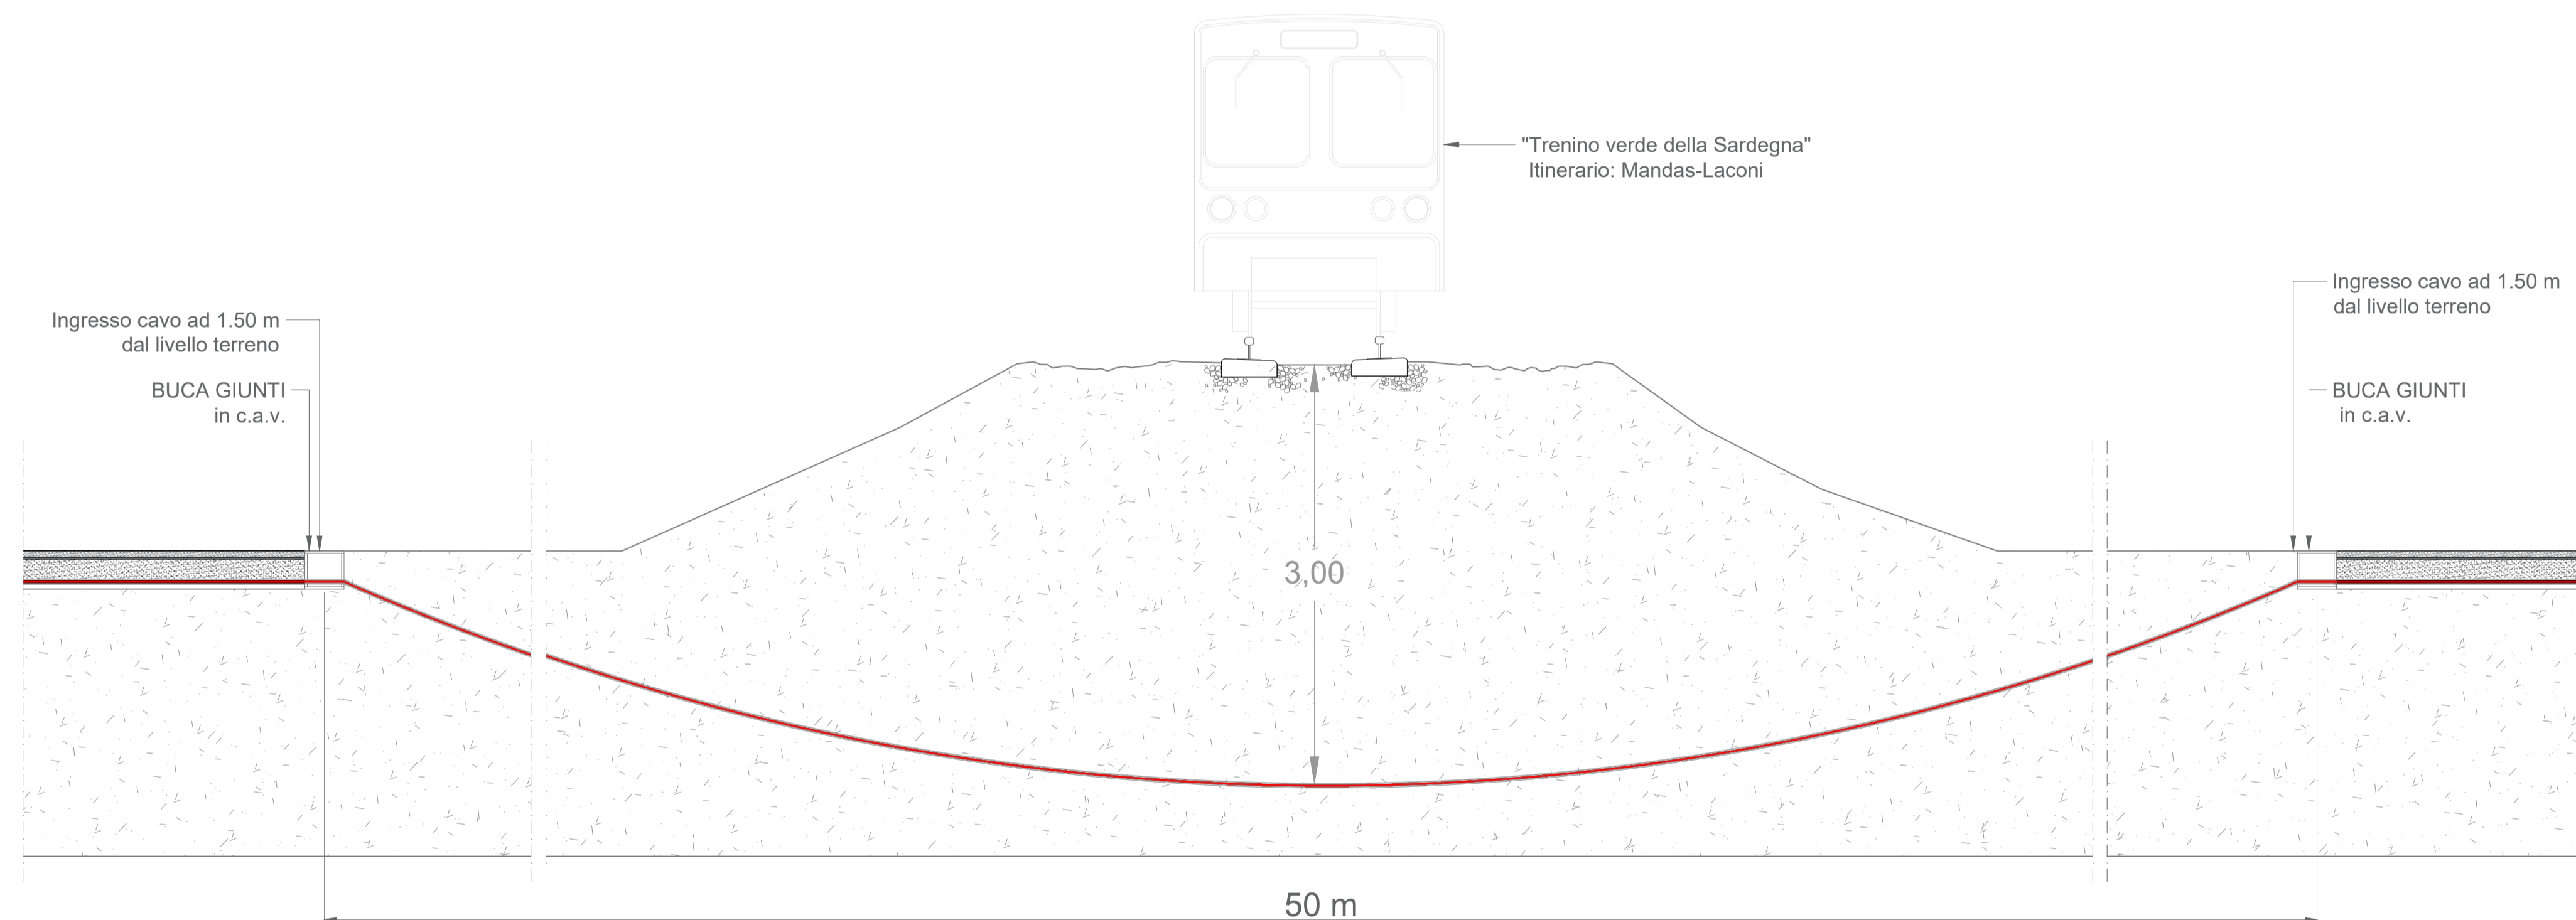 "Trenino verde della Sardegna"
Itinerario: Mandas-Laconi
Ingresso cavo ad 1.50 m
dal livello terreno
BUCA GIUNTI
in c.a.v.
Ingresso cavo ad 1.50 m
dal livello terreno
BUCA GIUNTI
in c.a.v.
3,00
50 m